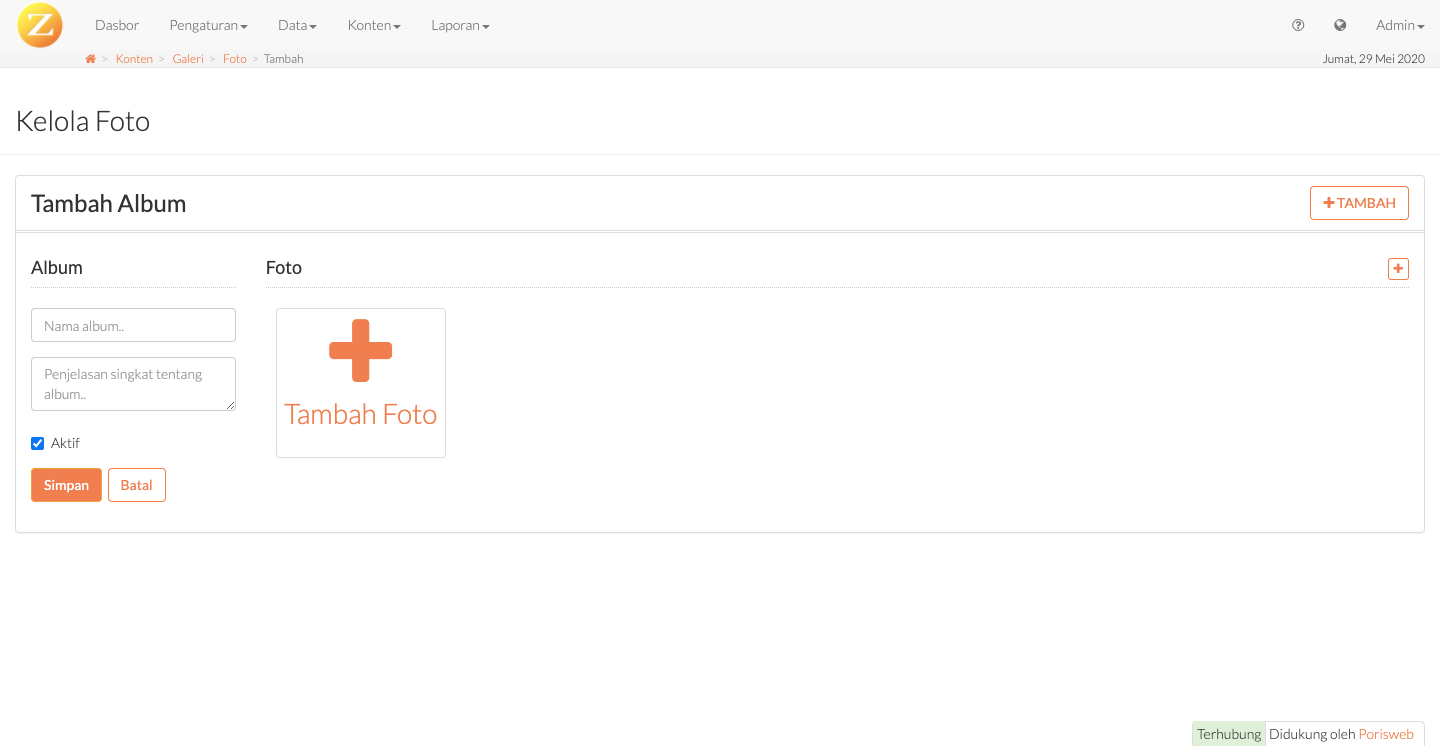 Z
Dasbor Pengaturan Data Konten Laporan Admin
> Konten > Galeri > Foto > Tambah Jumat, 29 Mei 2020
Kelola Foto
Tambah Album
TAMBAH
Album
Foto
Nama album..
Penjelasan singkat tentang
album..
Aktif
Simpan Batal
Tambah Foto
Terhubung Didukung oleh Porisweb